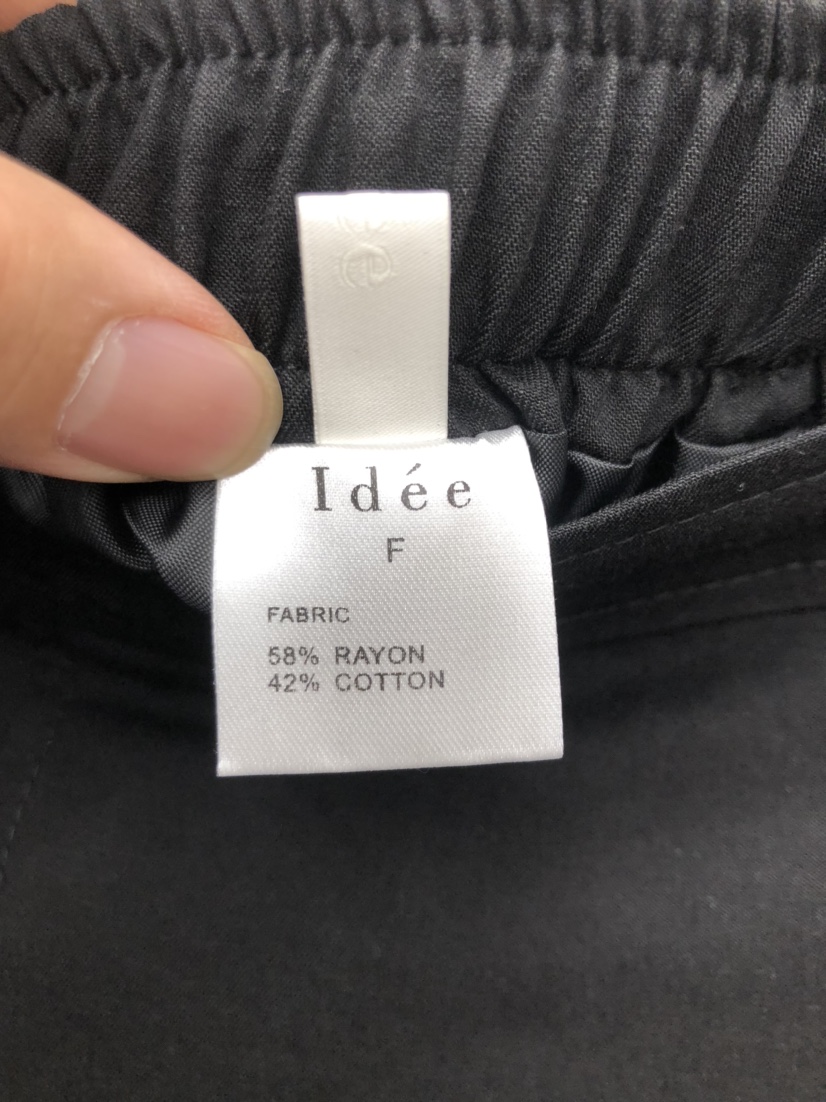 Idée
F
FABRIC
58% RAYON
42% COTTON